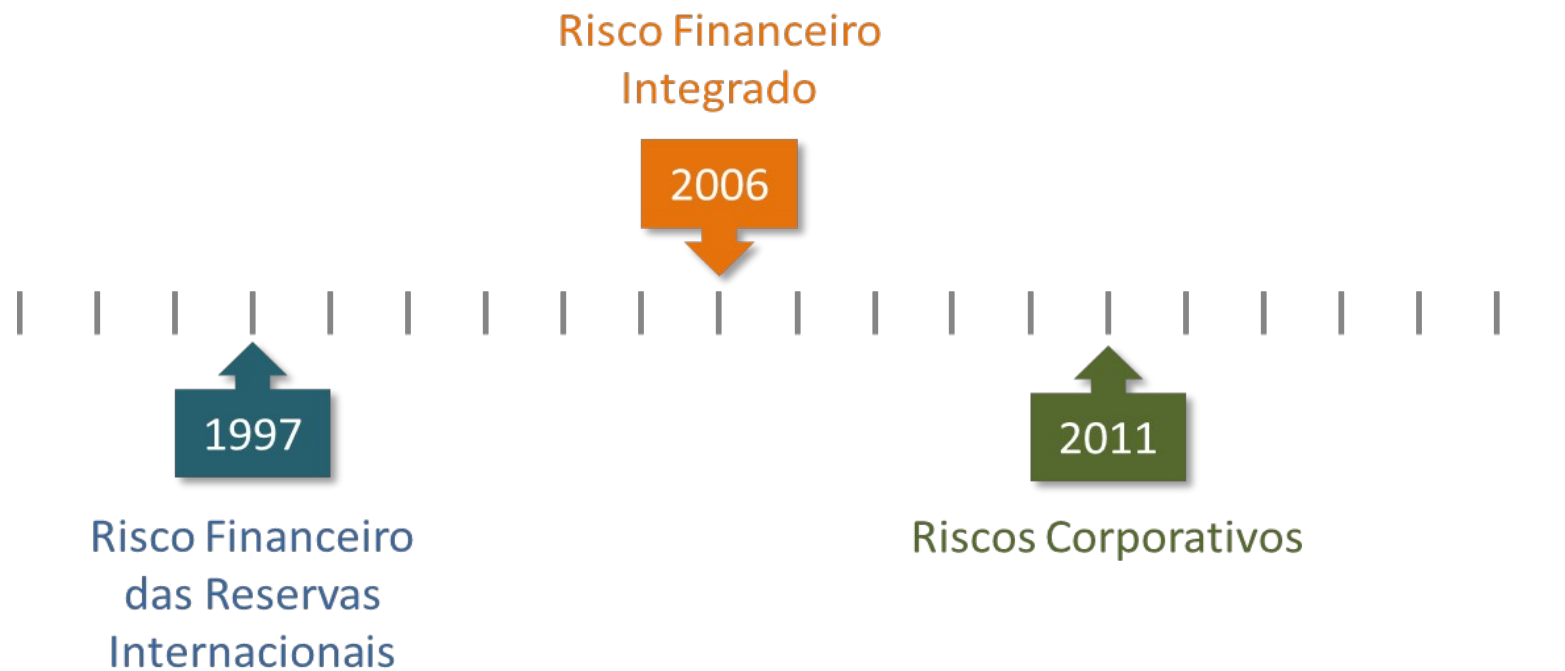 Risco Financeiro
Integrado
2006
1997
2011
Risco Financeiro
das Reservas
Internacionais
Riscos Corporativos